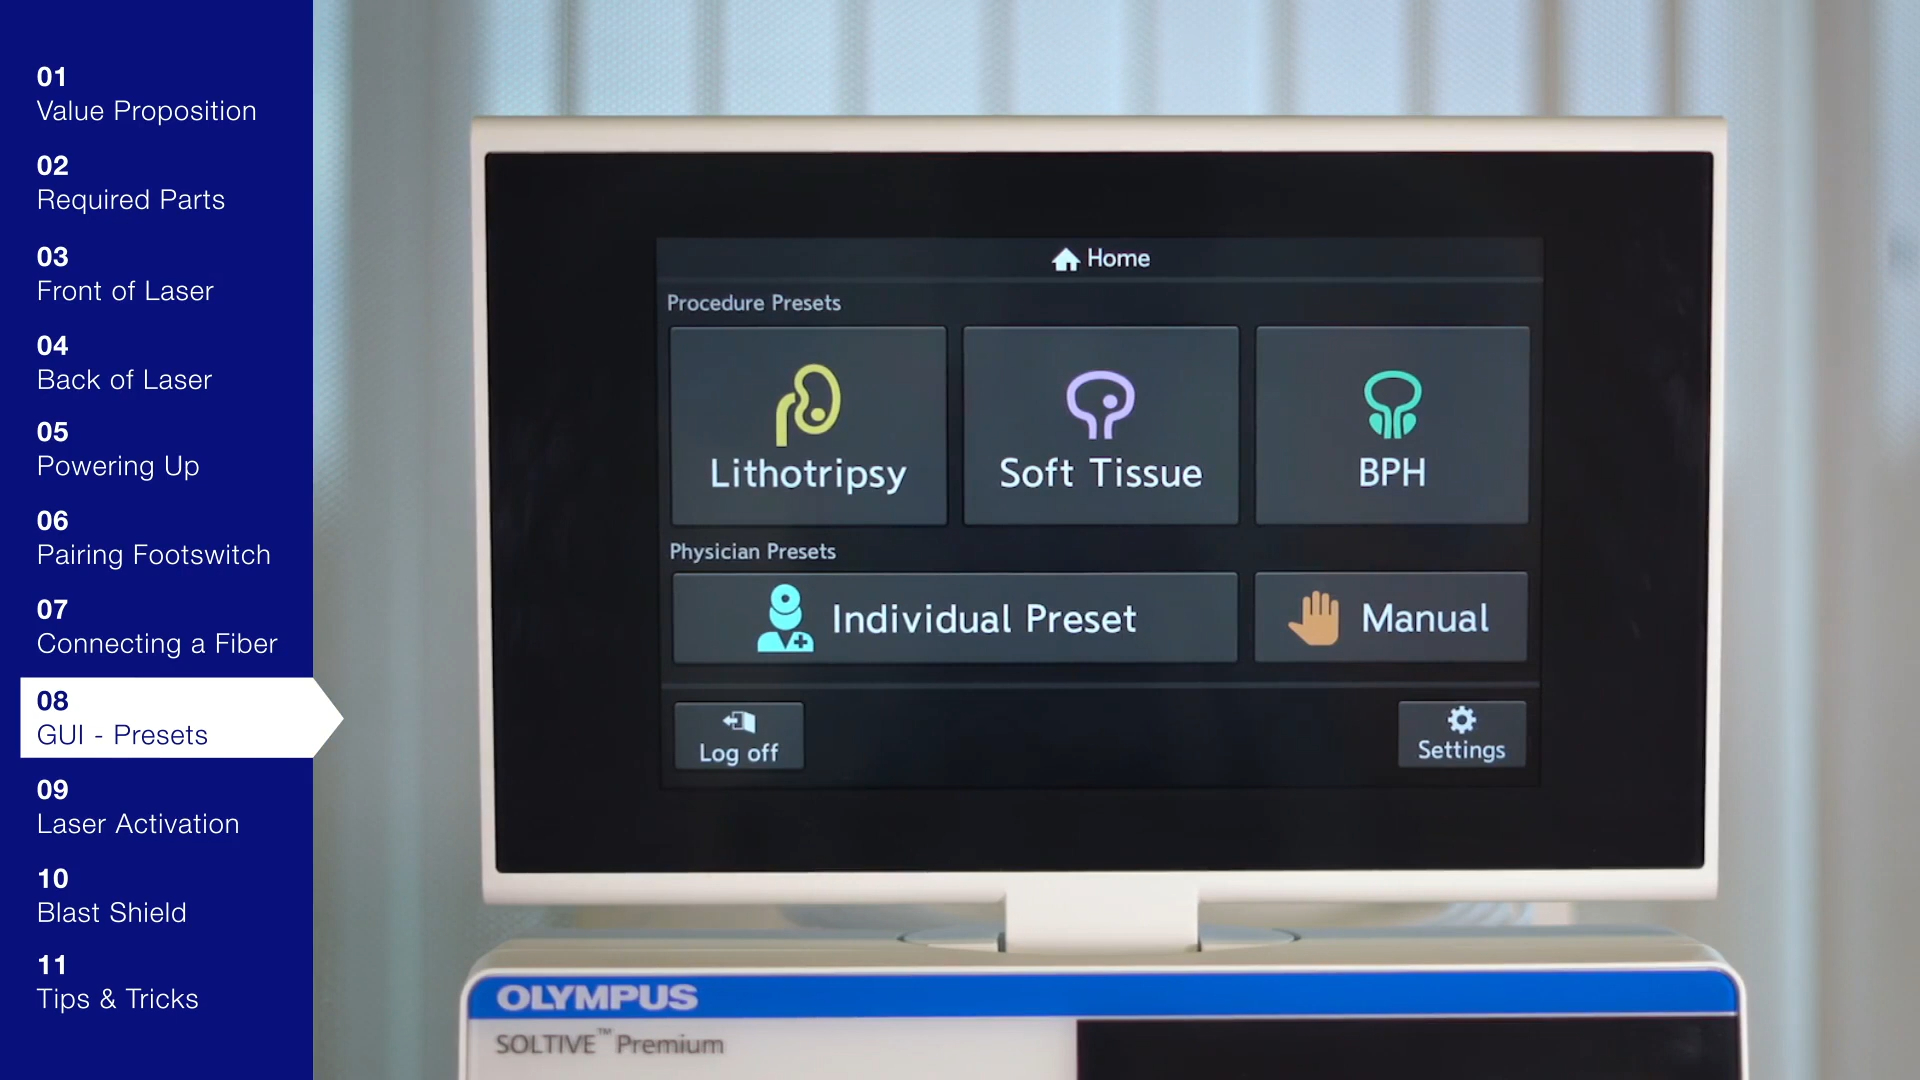 01
Value Proposition
02
Required Parts
03
Front of Laser
04
Back of Laser
05
Powering Up
06
Pairing Footswitch
07
Connecting a Fiber
08
GUI - Presets
09
Laser Activation
10
Blast Shield
11
Tips & Tricks
Home
Procedure Presets
Lithotripsy
Soft Tissue
BPH
Physician Presets
Individual Preset
Manual
Log off
Settings
OLYMPUS
SOLTIVE™ Premium